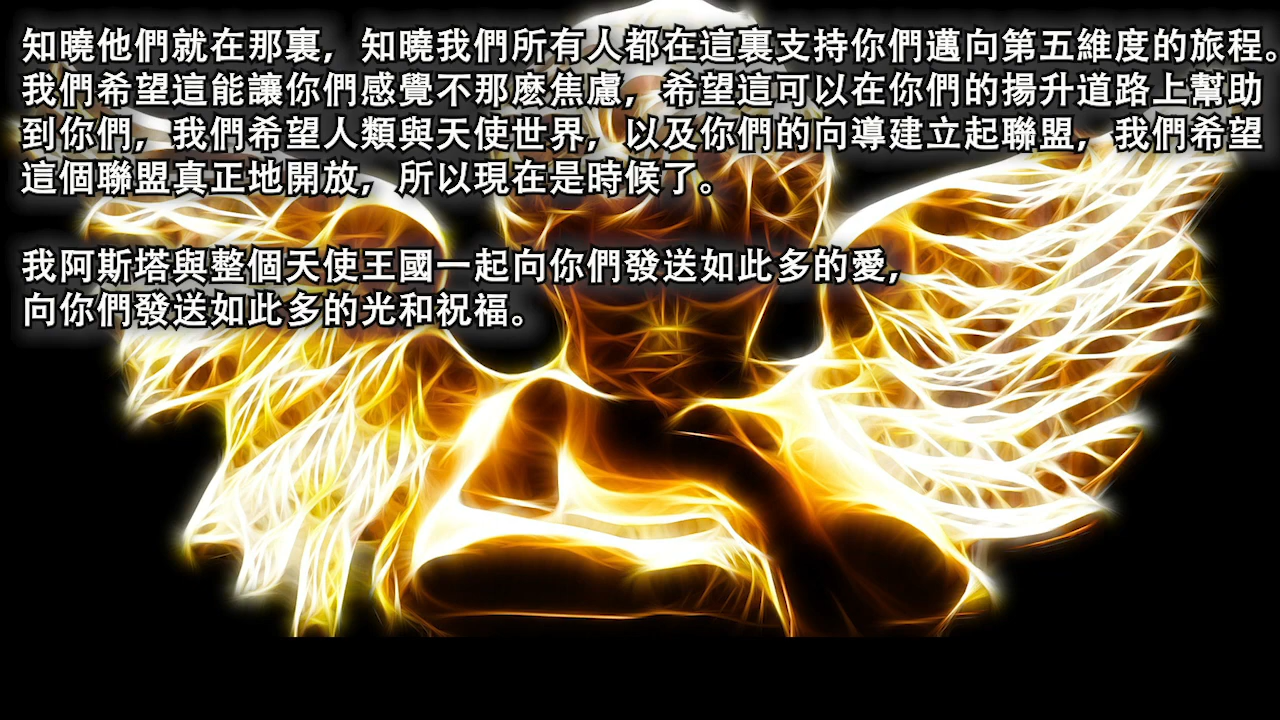 知曉他們就在那裏，知曉我們所有人都在這裏支持你們邁向第五維度的旅程。
我們希望這能讓你們感覺不那麽焦慮，希望這可以在你們的揚升道路上幫助
到你們，我們希望人類與天使世界，以及你們的向導建立起聯盟，我們希望
這個聯盟真正地開放，所以現在是時候了。
我阿斯塔與整個天使王國一起向你們發送如此多的愛，
向你們發送如此多的光和祝福。